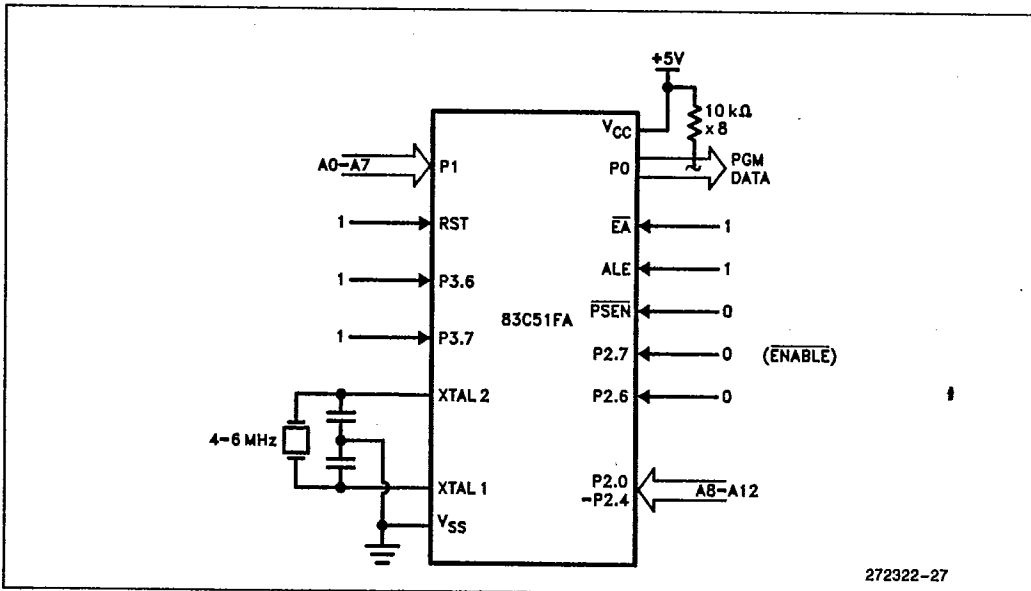 +5V
10 kΩ
x 8
VCC
A0–A7
P1
P0
PGM
DATA
1
RST
EA
1
ALE
1
1
P3.6
83C51FA
PSEN
0
1
P3.7
P2.7
0
(ENABLE)
XTAL 2
P2.6
0
4–6 MHz
XTAL 1
P2.0
–P2.4
A8–A12
VSS
272322–27